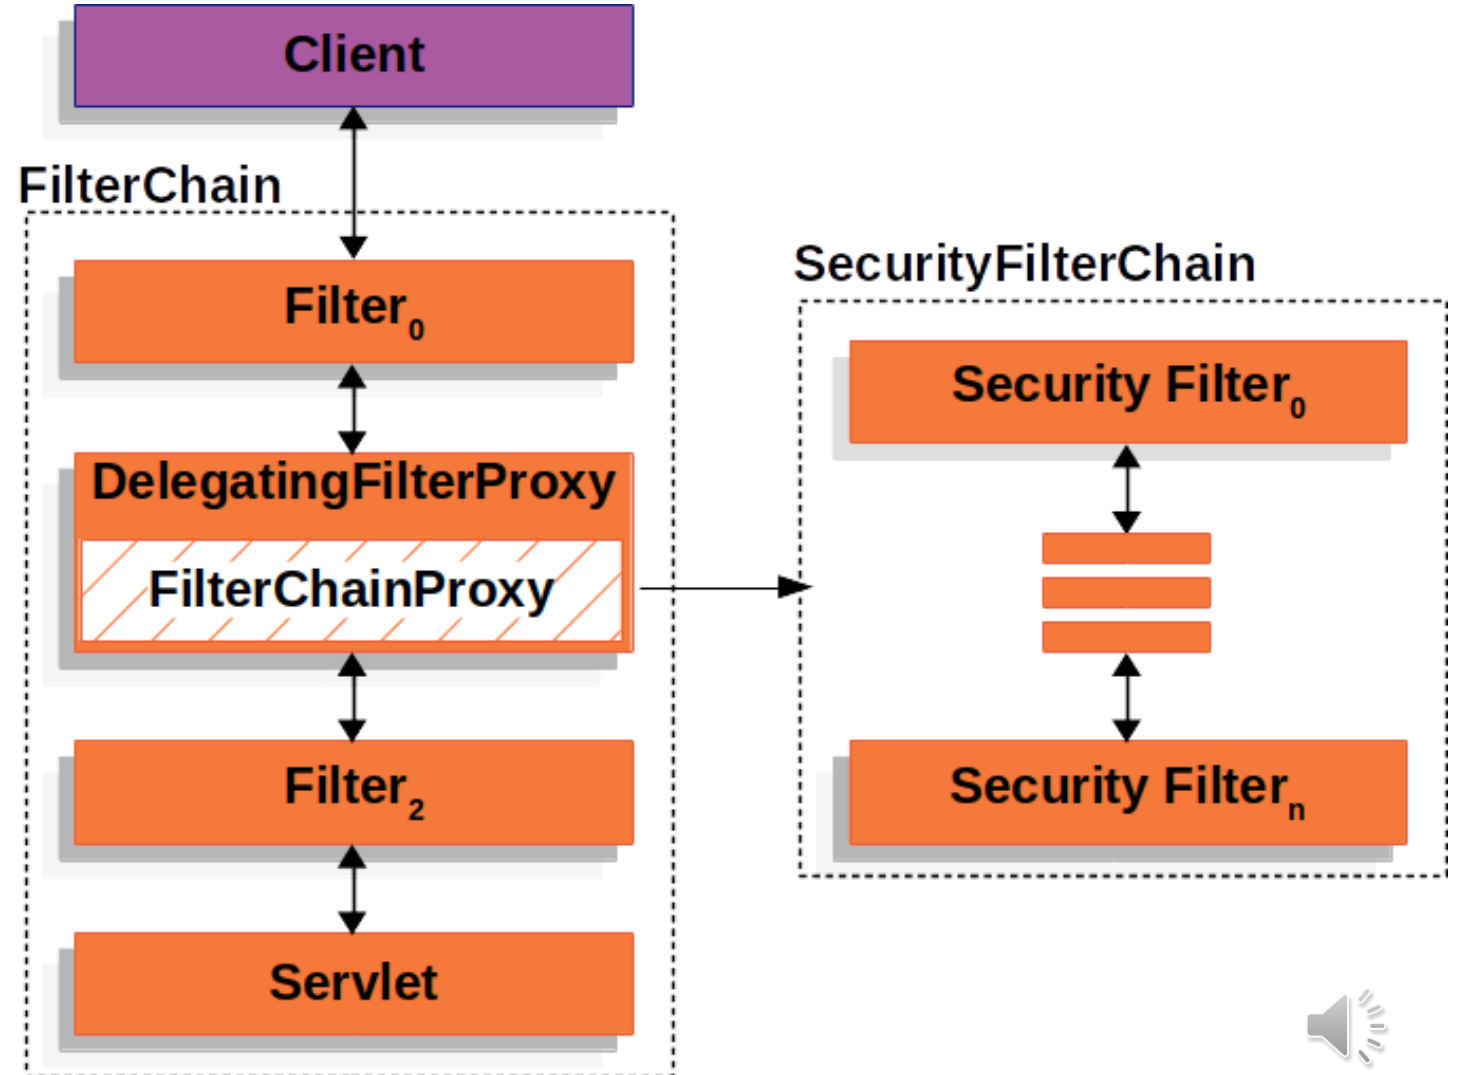 Client
FilterChain
Filter0
DelegatingFilterProxy
FilterChainProxy
Filter2
Servlet
SecurityFilterChain
Security Filter0
Security Filtern